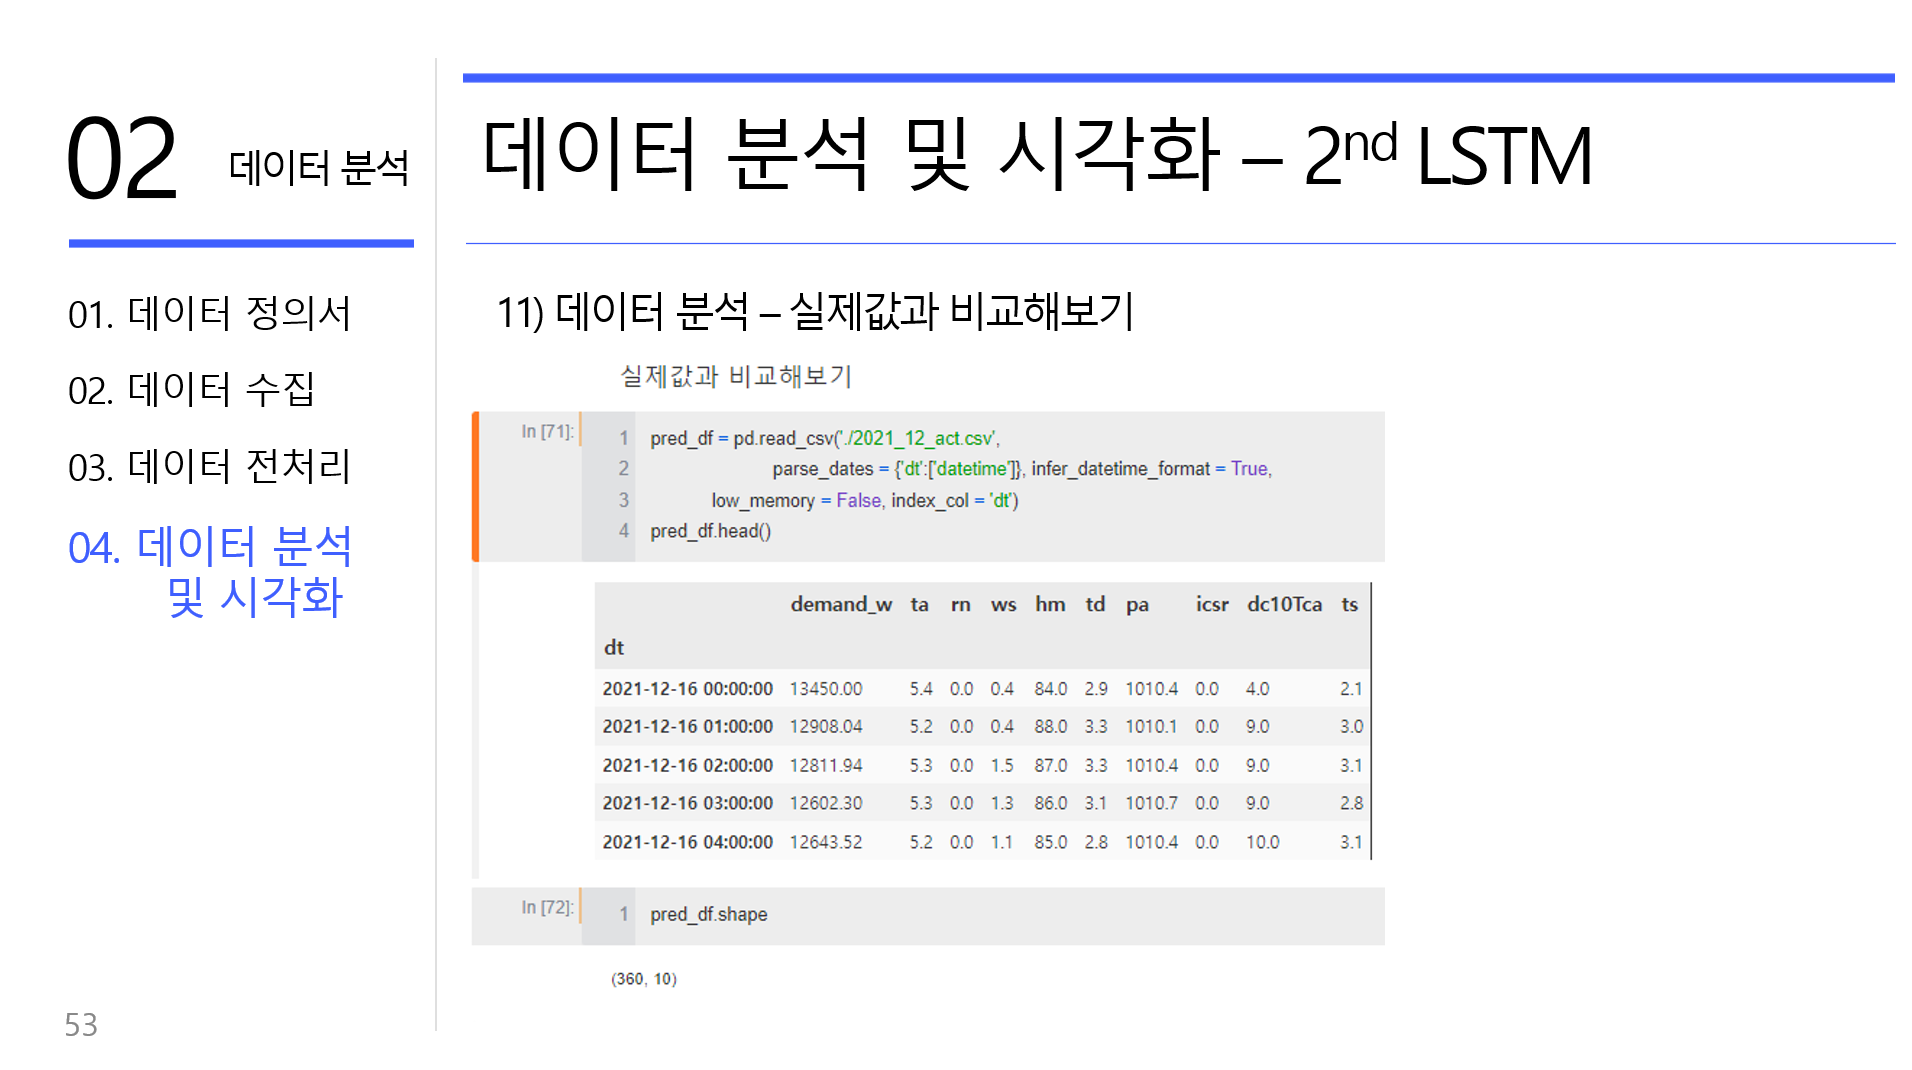 02 데이터 분석
01. 데이터 정의서
02. 데이터 수집
03. 데이터 전처리
04. 데이터 분석
및 시각화
53
데이터 분석 및 시각화 – 2nd LSTM
11) 데이터 분석 – 실제값과 비교해보기
실제값과 비교해보기
In [71]:
1 pred_df = pd.read_csv('./2021_12_act.csv',
2 parse_dates = {'dt':['datetime']}, infer_datetime_format = True,
3 low_memory = False, index_col = 'dt')
4 pred_df.head()
demand_w ta rn ws hm td pa icsr dc10Tca ts
dt
2021-12-16 00:00:00 13450.00 5.4 0.0 0.4 84.0 2.9 1010.4 0.0 4.0 2.1
2021-12-16 01:00:00 12908.04 5.2 0.0 0.4 88.0 3.3 1010.1 0.0 9.0 3.0
2021-12-16 02:00:00 12811.94 5.3 0.0 1.5 87.0 3.3 1010.4 0.0 9.0 3.1
2021-12-16 03:00:00 12602.30 5.3 0.0 1.3 86.0 3.1 1010.7 0.0 9.0 2.8
2021-12-16 04:00:00 12643.52 5.2 0.0 1.1 85.0 2.8 1010.4 0.0 10.0 3.1
In [72]:
1 pred_df.shape
(360, 10)